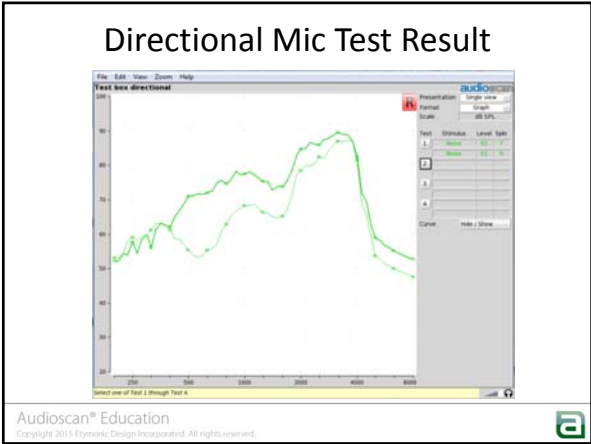 Directional Mic Test Result
File Edit View Zoom Help
Test box directional
audioscan
R
Presentation Single view
Format Graph
Scale dB SPL
Test Stimulus Level Spkr
1
2
3
4
Curve Hide / Show
100
90
80
70
60
50
40
30
20
250 500 1000 2000 4000 8000
Select one of Test 1 through Test 4.
Audioscan® Education
Copyright 2015 Etymonic Design Incorporated. All rights reserved.
a